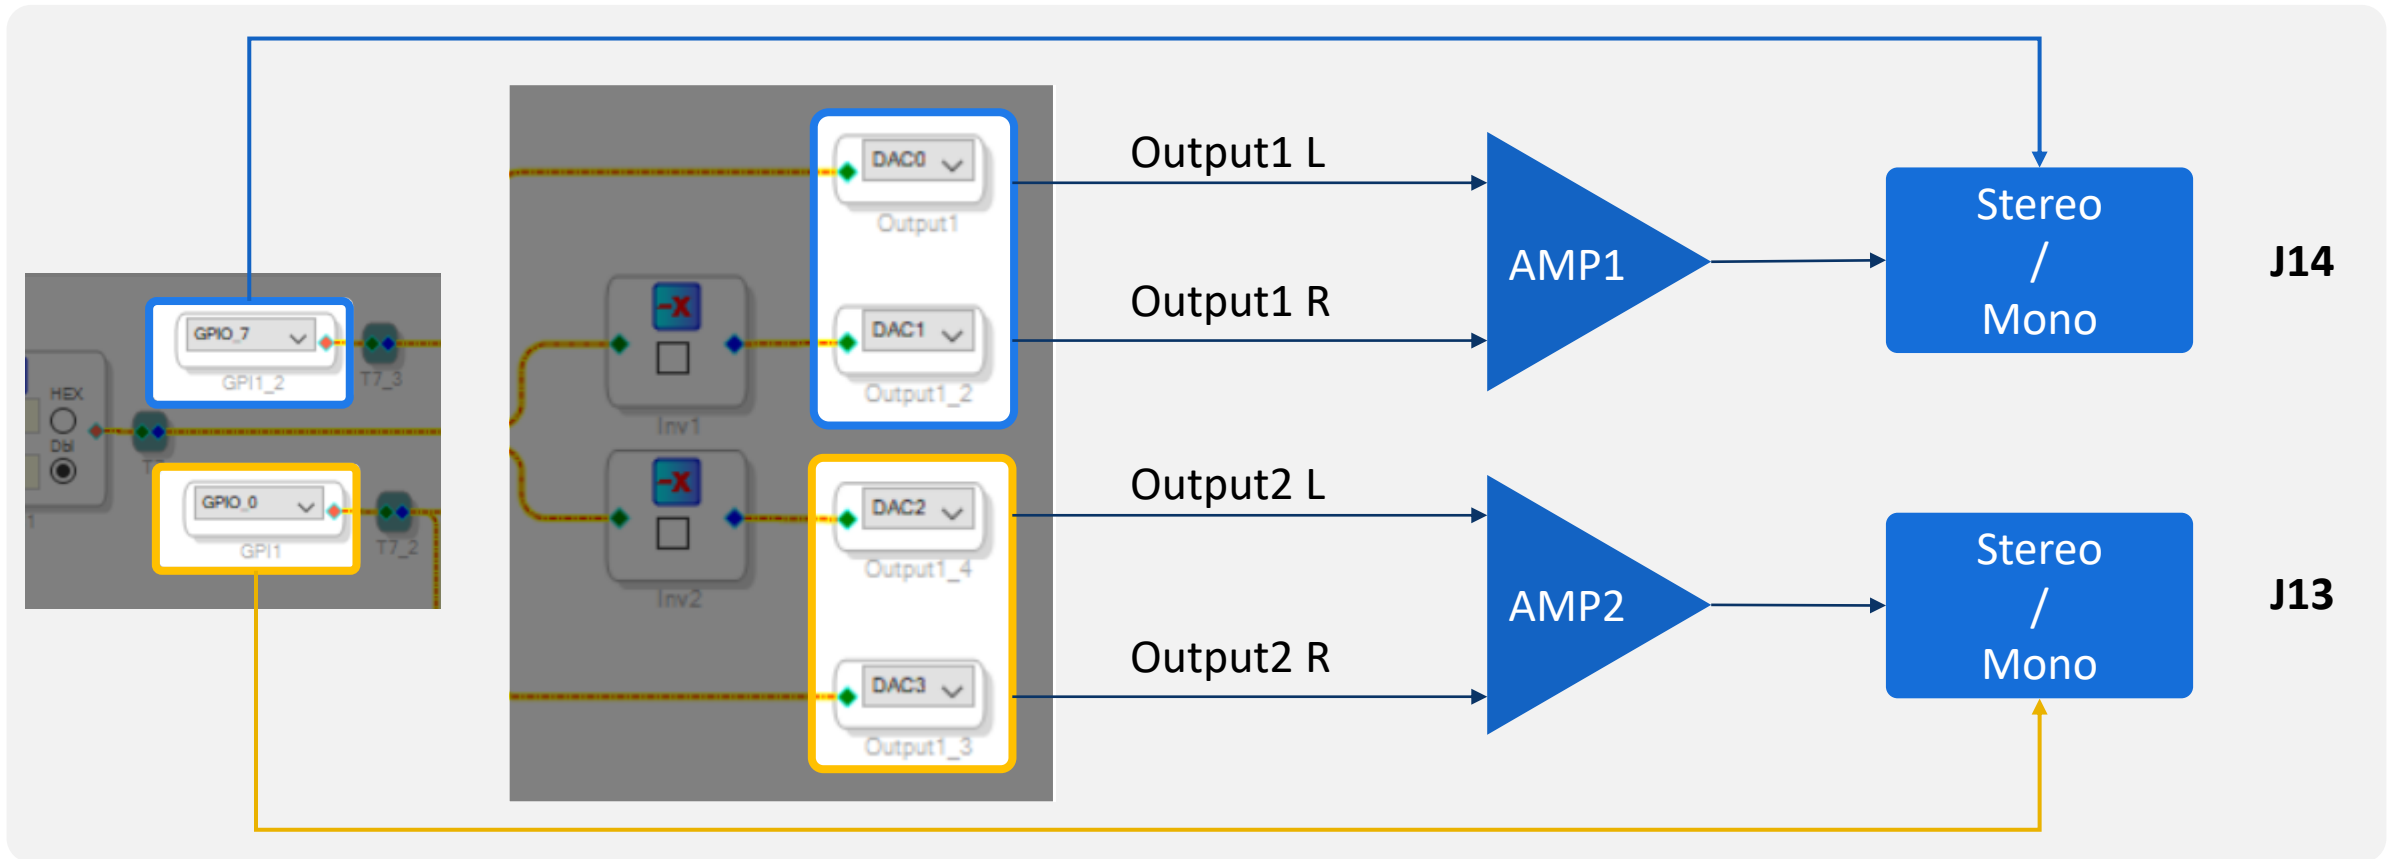 GPIO_7
GPI1_2
T7_3
HEX
GPIO_0
GPI1
T7_2
1
DAC0
Output1
-X
DAC1
Inv1
Output1_2
-X
DAC2
Output1_4
Inv2
DAC3
Output1_3
Output1 L
Output1 R
AMP1
Stereo
/
Mono
J14
Output2 L
Output2 R
AMP2
Stereo
/
Mono
J13